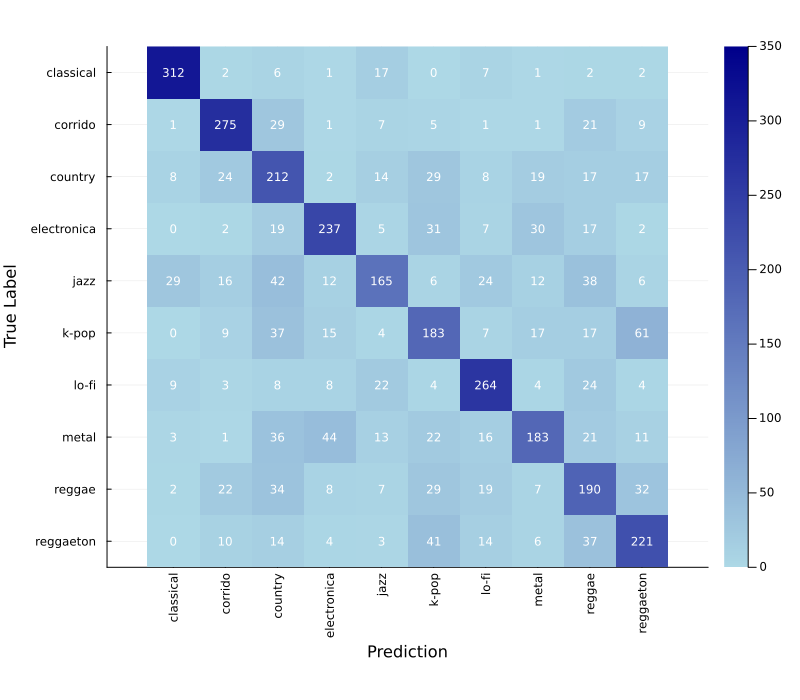 classical 312 2 6 1 17 0 7 1 2 2
corrido 1 275 29 1 7 5 1 1 21 9
country 8 24 212 2 14 29 8 19 17 17
electronica 0 2 19 237 5 31 7 30 17 2
jazz 29 16 42 12 165 6 24 12 38 6
k-pop 0 9 37 15 4 183 7 17 17 61
lo-fi 9 3 8 8 22 4 264 4 24 4
metal 3 1 36 44 13 22 16 183 21 11
reggae 2 22 34 8 7 29 19 7 190 32
reggaeton 0 10 14 4 3 41 14 6 37 221
classical corrido country electronica jazz k-pop lo-fi metal reggae reggaeton
Prediction
True Label
350
300
250
200
150
100
50
0